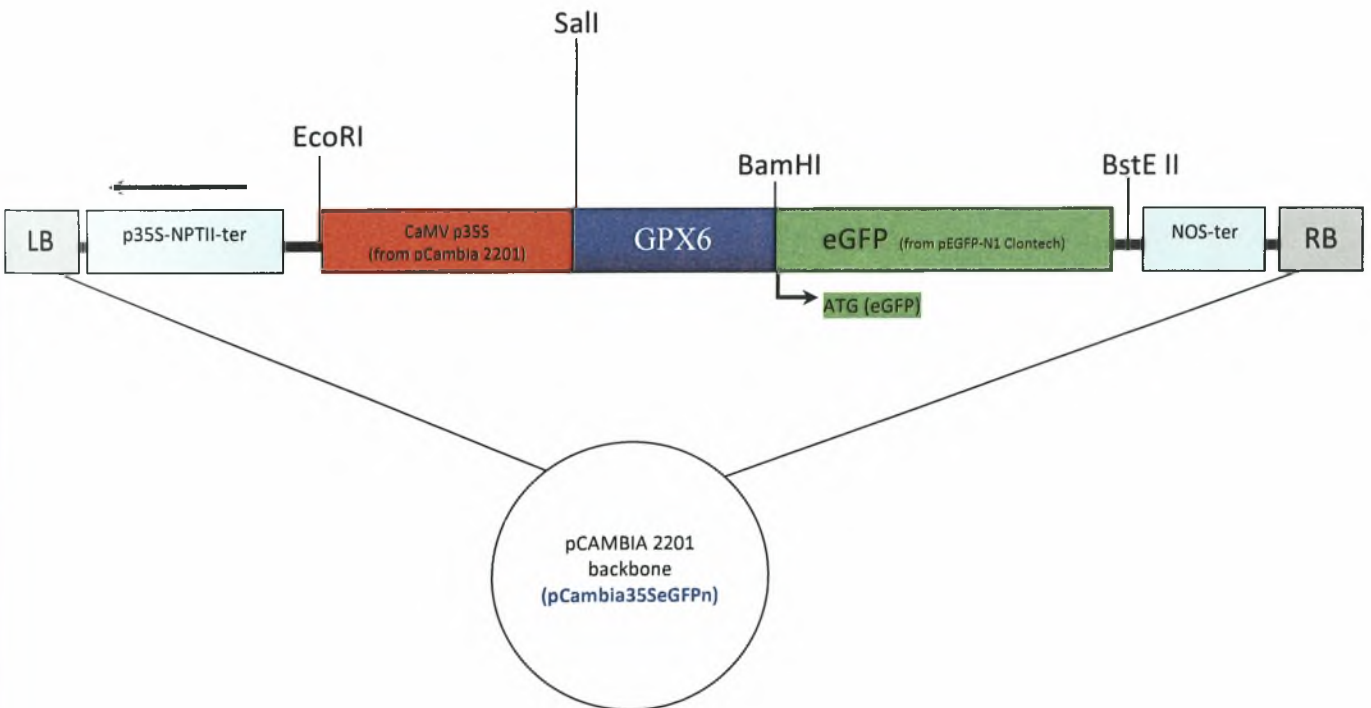 SalI
EcoRI
BamHI
BstE II
LB
p35S-NPTII-ter
CaMV p35S
(from pCambia 2201)
GPX6
eGFP (from pEGFP-N1 Clontech)
NOS-ter
RB
ATG (eGFP)
pCAMBIA 2201
backbone
(pCambia35SeGFPn)